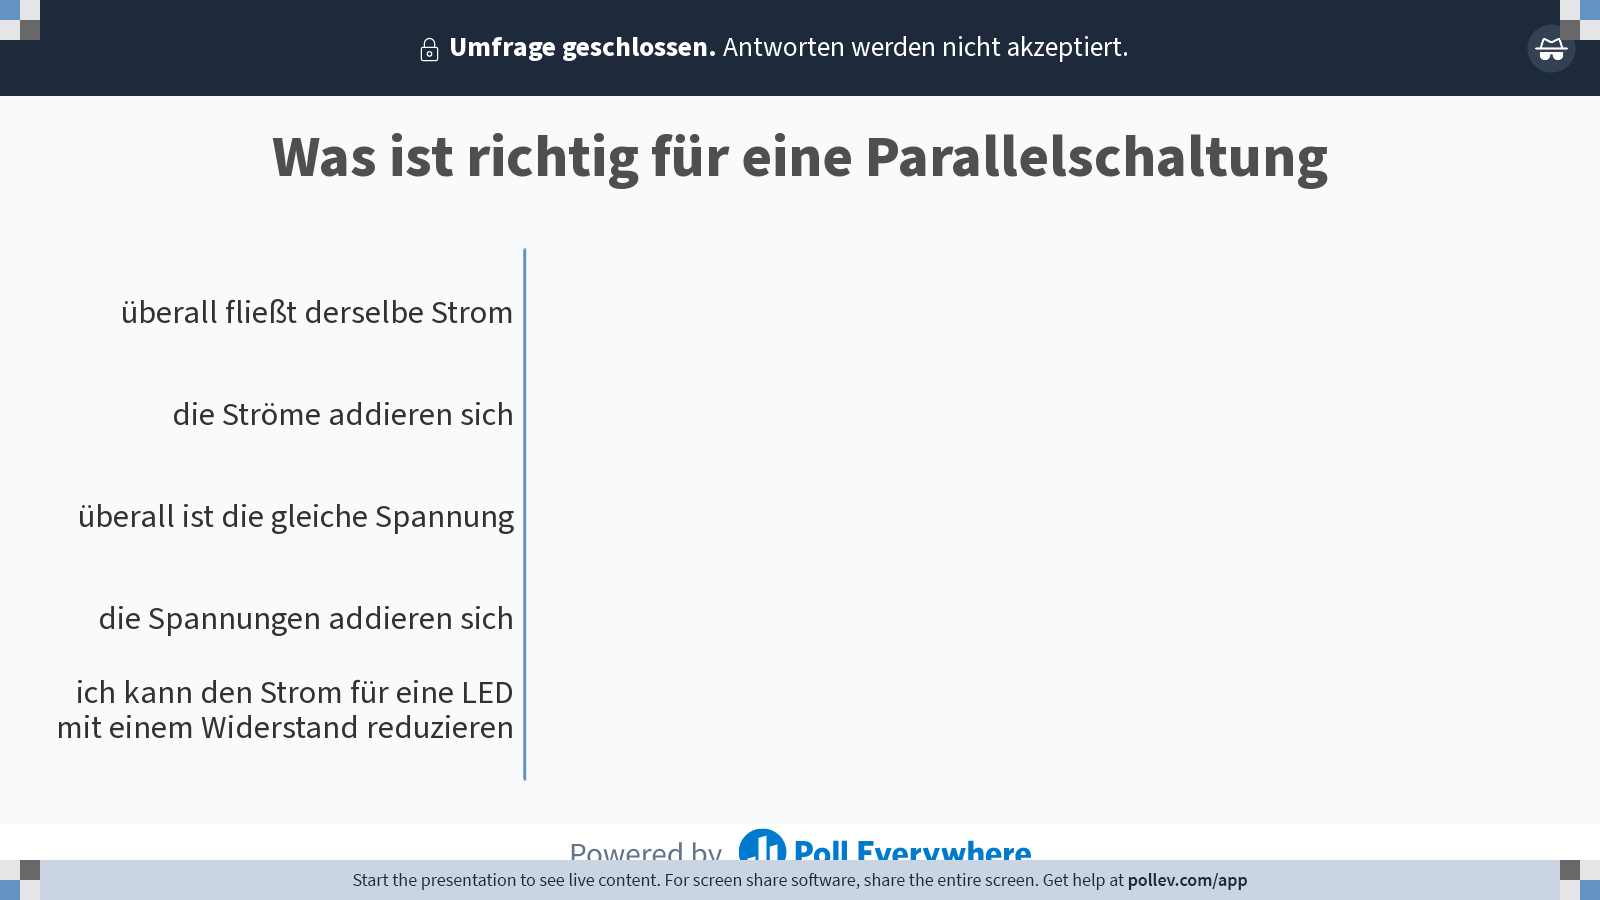 Umfrage geschlossen. Antworten werden nicht akzeptiert.
Was ist richtig für eine Parallelschaltung
überall fließt derselbe Strom
die Ströme addieren sich
überall ist die gleiche Spannung
die Spannungen addieren sich
ich kann den Strom für eine LED
mit einem Widerstand reduzieren
Powered by Poll Everywhere
Start the presentation to see live content. For screen share software, share the entire screen. Get help at pollev.com/app